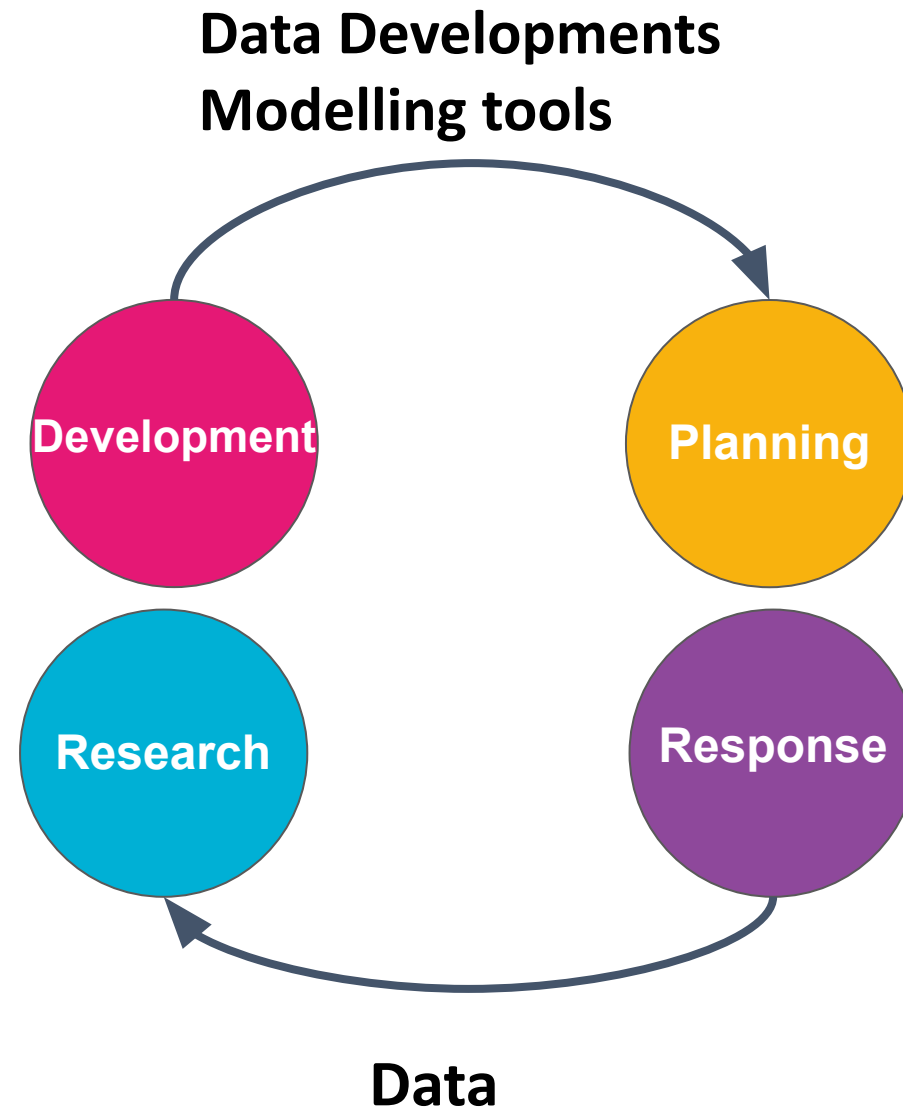 Data Developments
Modelling tools
Development
Planning
Research
Response
Data